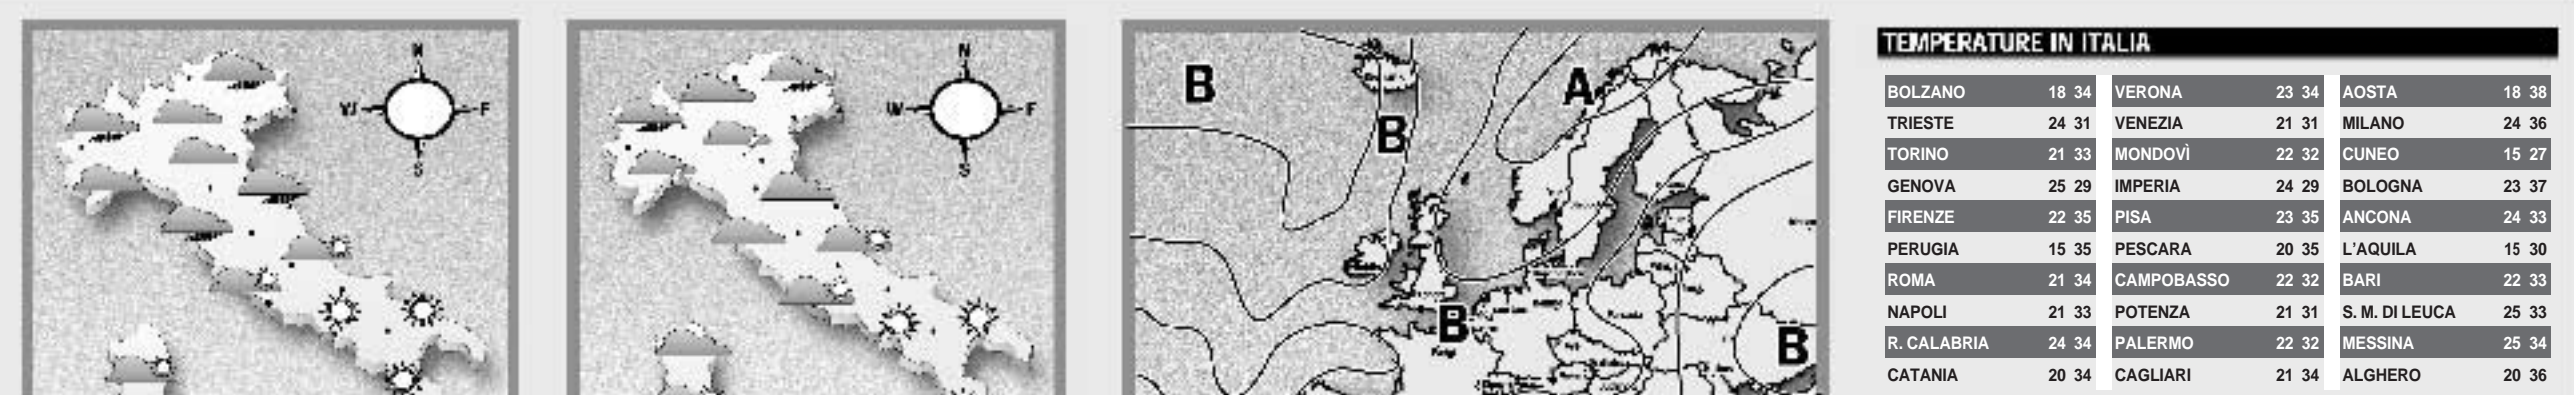 N
W
E
S
N
W
E
S
B
B
A
B
B
TEMPERATURE IN ITALIA
BOLZANO 18 34 VERONA 23 34 AOSTA 18 38
TRIESTE 24 31 VENEZIA 21 31 MILANO 24 36
TORINO 21 33 MONDOVÌ 22 32 CUNEO 15 27
GENOVA 25 29 IMPERIA 24 29 BOLOGNA 23 37
FIRENZE 22 35 PISA 23 35 ANCONA 24 33
PERUGIA 15 35 PESCARA 20 35 L'AQUILA 15 30
ROMA 21 34 CAMPOBASSO 22 32 BARI 22 33
NAPOLI 21 33 POTENZA 21 31 S. M. DI LEUCA 25 33
R. CALABRIA 24 34 PALERMO 22 32 MESSINA 25 34
CATANIA 20 34 CAGLIARI 21 34 ALGHERO 20 36